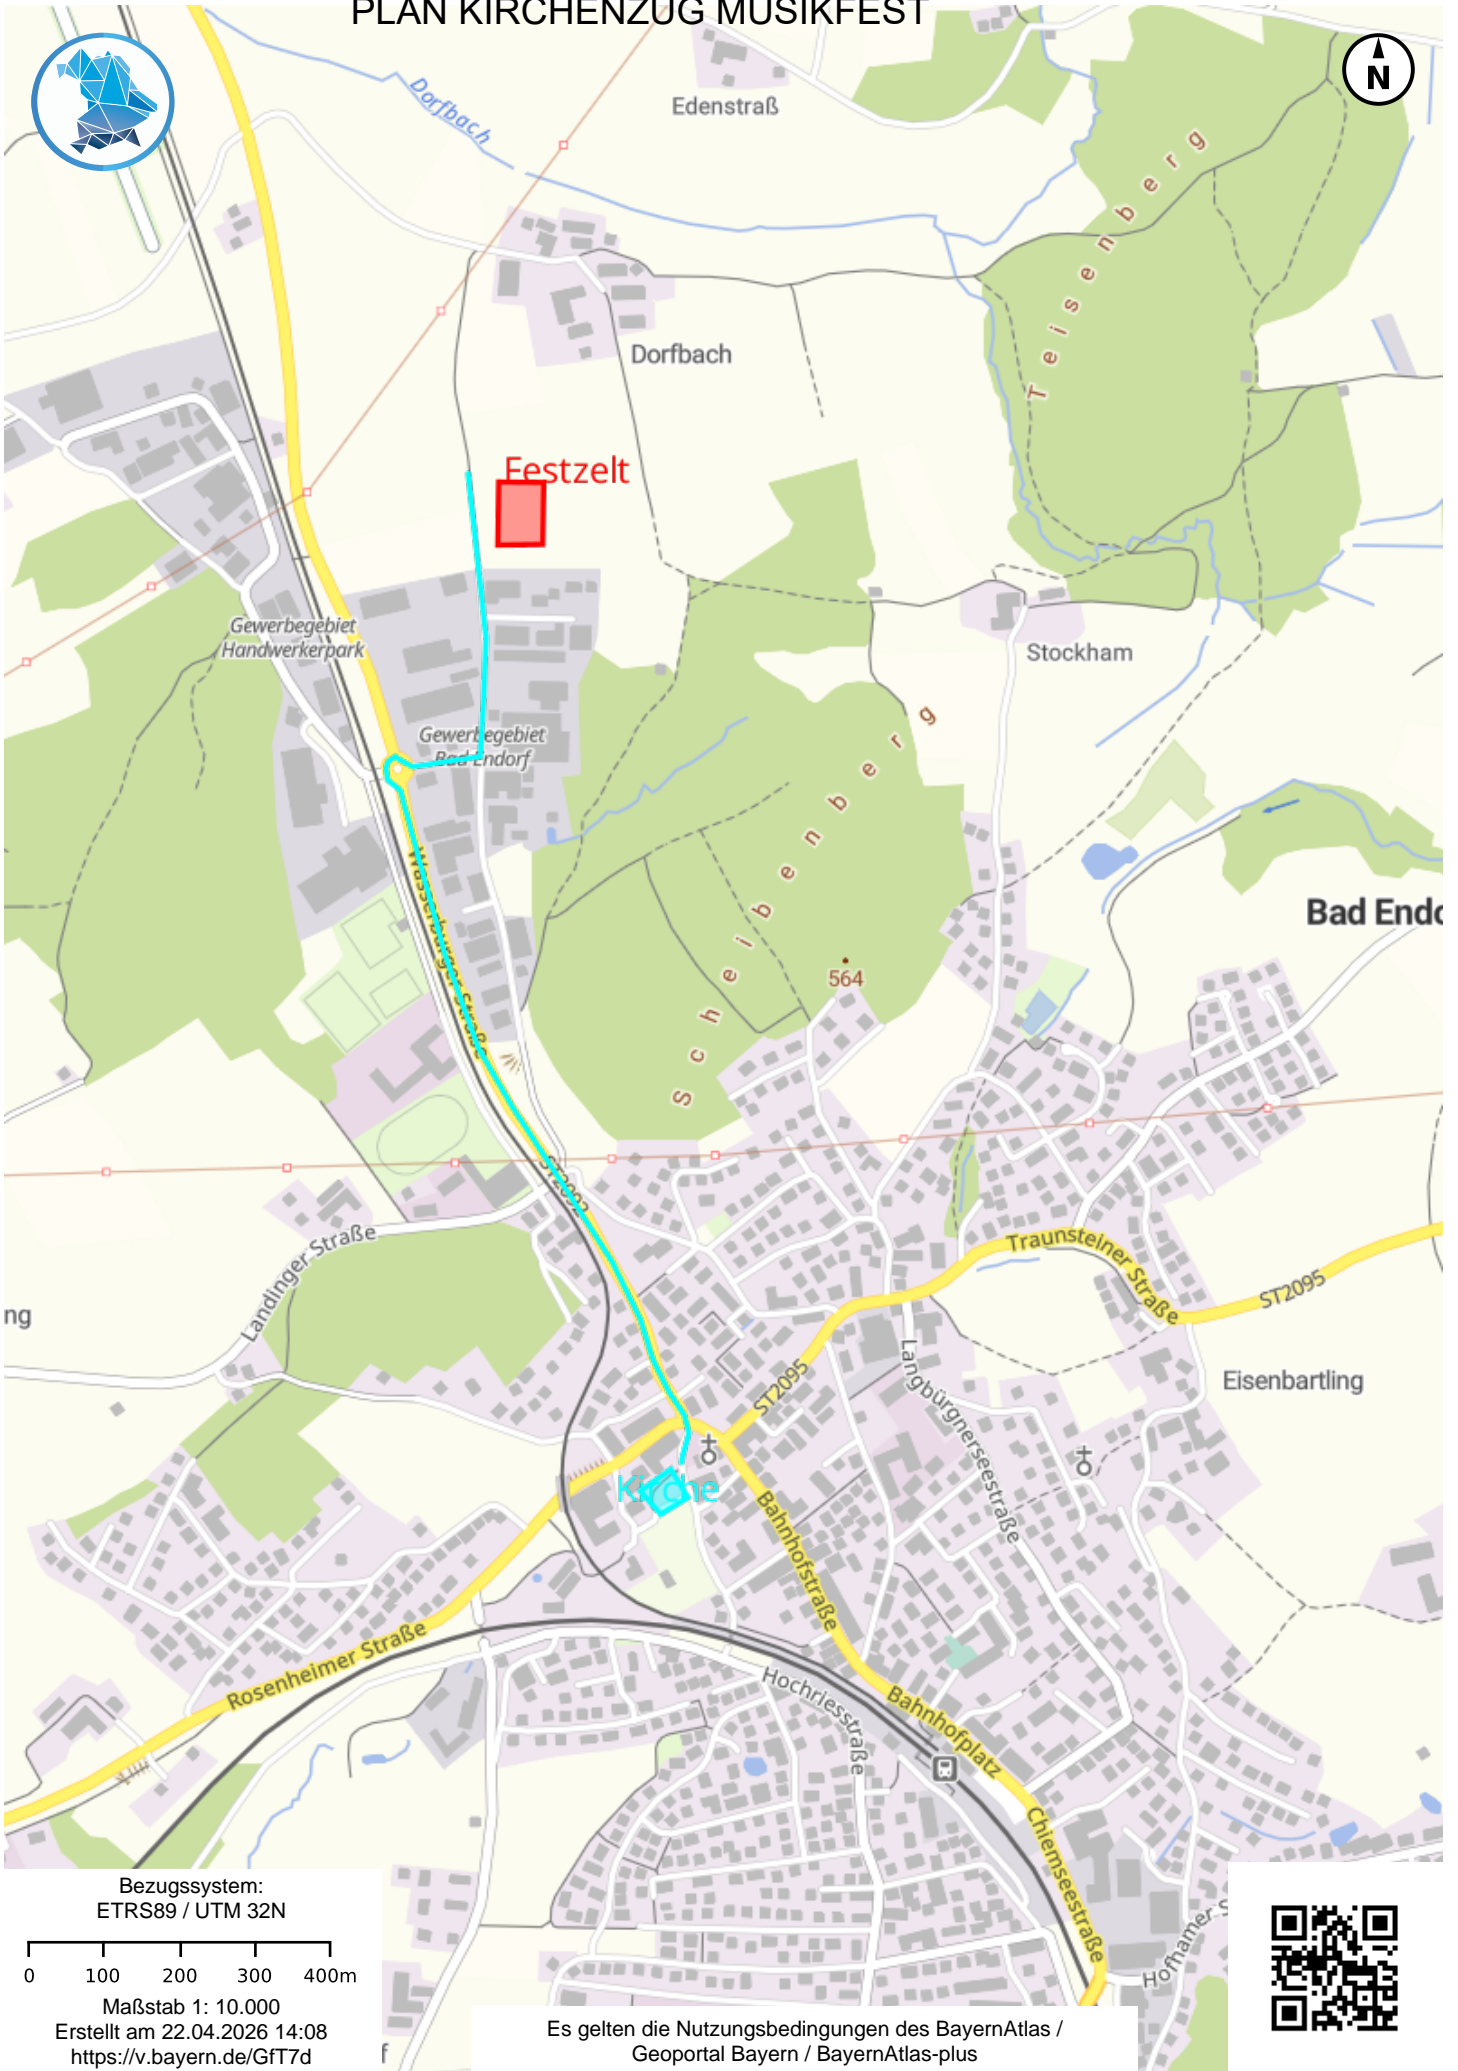 PLAN KIRCHENZUG MUSIKFEST
N
Dorfbach
Edenstraß
Teisenberg
Dorfbach
Festzelt
Gewerbegebiet
Handwerkerpark
Stockham
Gewerbegebiet
Bad Endorf
Scheibenberg
Wasserburger Straße
Bad Endo
564
ST2092
Landinger Straße
Traunsteiner Straße
ST2095
ng
ST2095
Langbürgnerseestraße
Eisenbartling
Kirche
Bahnhofstraße
Rosenheimer Straße
Hochriesstraße
Bahnhofplatz
Chiemseestraße
Hofhamer S
Bezugssystem:
ETRS89 / UTM 32N
0 100 200 300 400m
Maßstab 1: 10.000
Erstellt am 22.04.2026 14:08
https://v.bayern.de/GfT7d
f
Es gelten die Nutzungsbedingungen des BayernAtlas /
Geoportal Bayern / BayernAtlas-plus